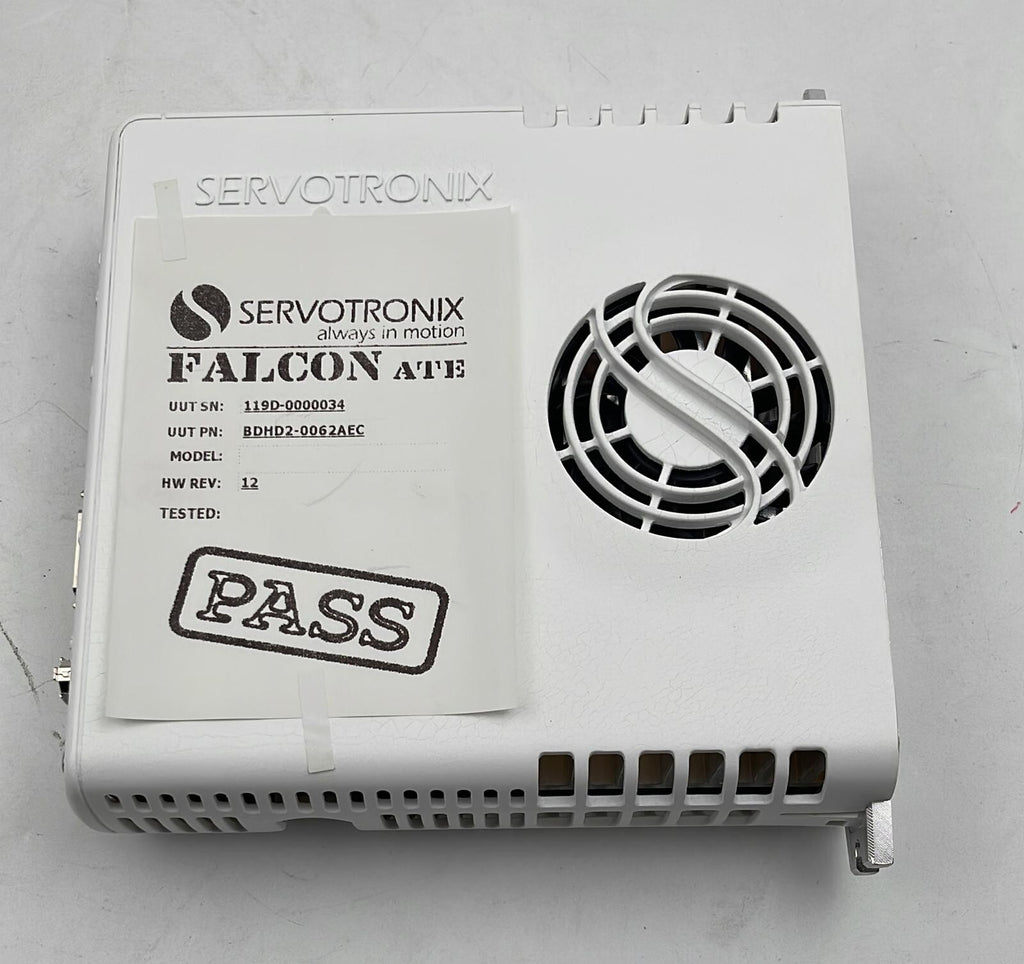 SERVOTRONIX
SERVOTRONIX
always in motion
FALCON ATE
UUT SN: 119D-0000034
UUT PN: BDHD2-0062AEC
MODEL:
HW REV: 12
TESTED:
PASS